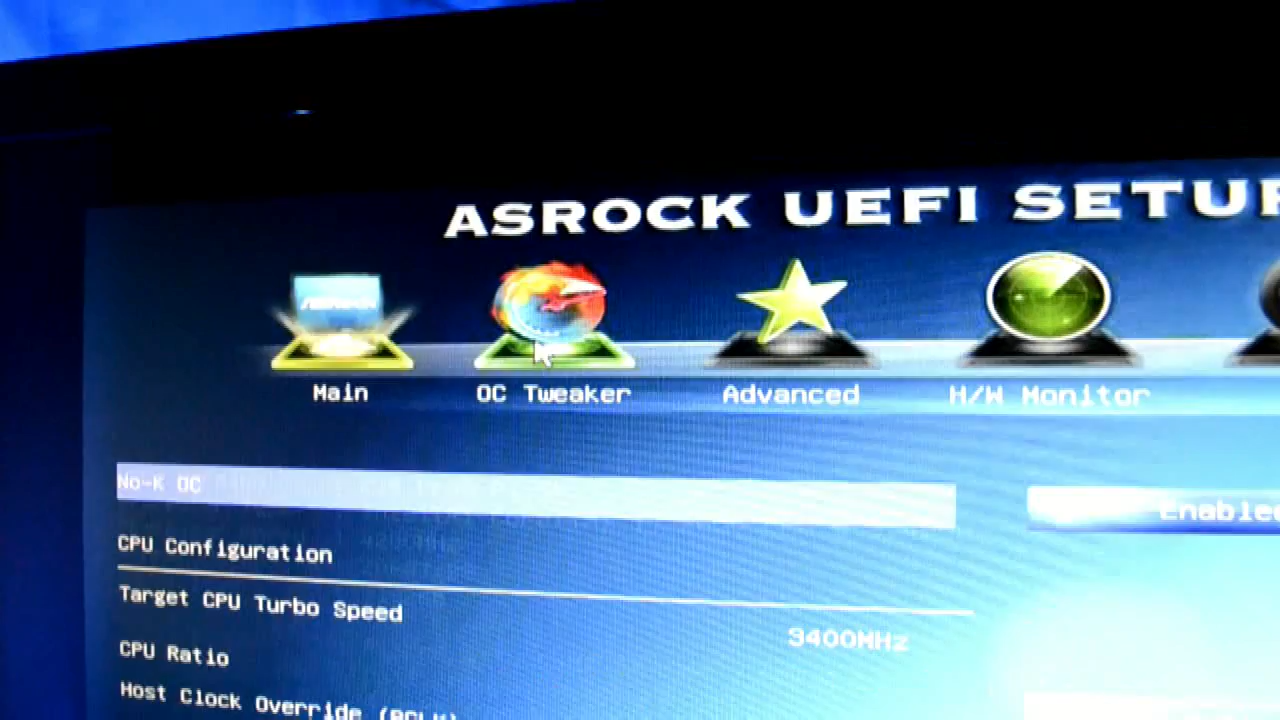 ASROCK UEFI SETUP
Main OC Tweaker Advanced H/W Monitor
No-K OC Enabled
CPU Configuration
Target CPU Turbo Speed 3400MHz
CPU Ratio
Host Clock Override (BCLK)